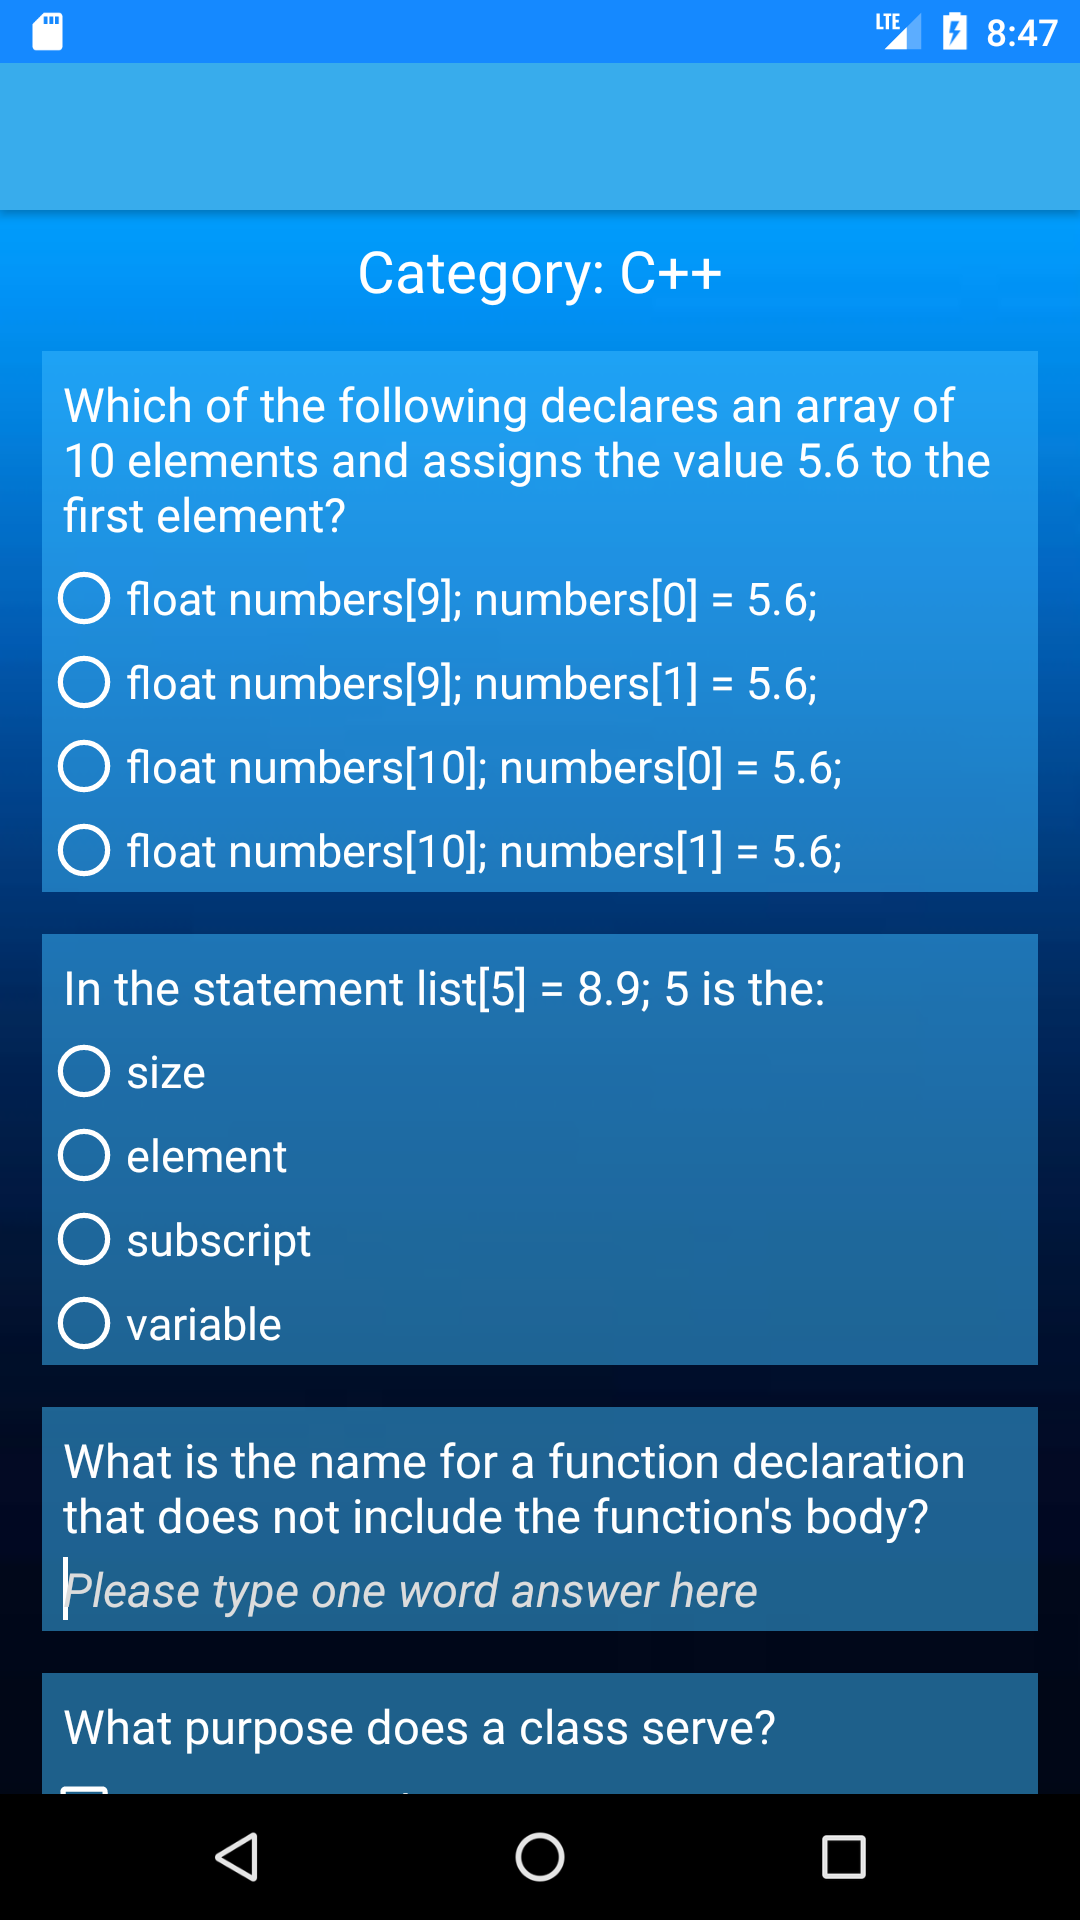 LTE 8:47
Category: C++
Which of the following declares an array of
10 elements and assigns the value 5.6 to the
first element?
float numbers[9]; numbers[0] = 5.6;
float numbers[9]; numbers[1] = 5.6;
float numbers[10]; numbers[0] = 5.6;
float numbers[10]; numbers[1] = 5.6;
In the statement list[5] = 8.9; 5 is the:
size
element
subscript
variable
What is the name for a function declaration
that does not include the function's body?
Please type one word answer here
What purpose does a class serve?